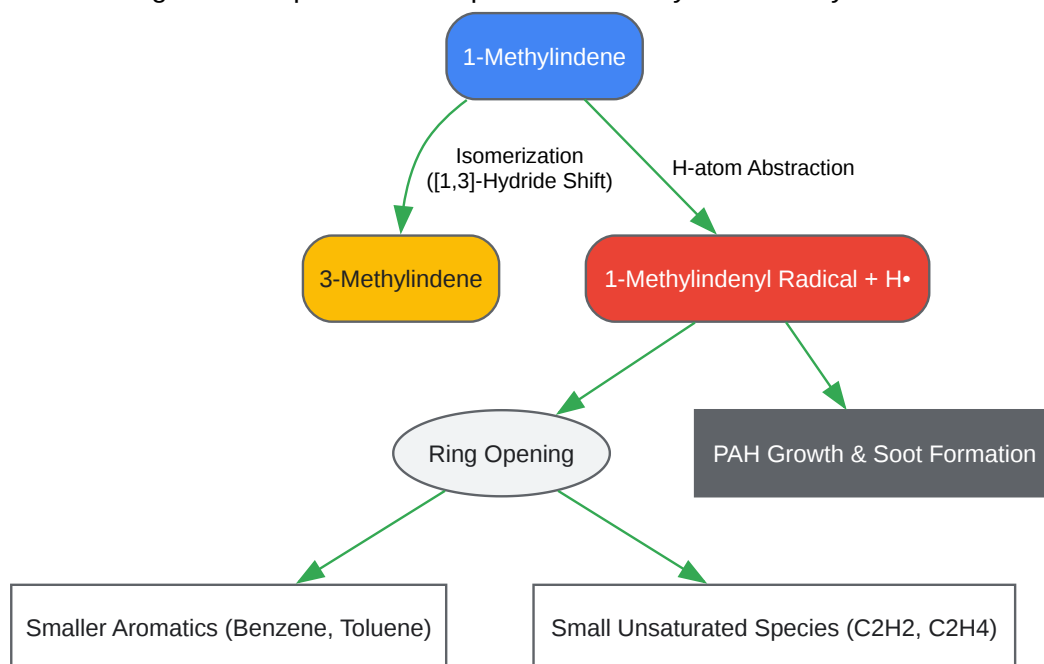 1-Methylindene
Isomerization
([1,3]-Hydride Shift)
H-atom Abstraction
3-Methylindene
1-Methylindenyl Radical + H•
Ring Opening
PAH Growth & Soot Formation
Smaller Aromatics (Benzene, Toluene)
Small Unsaturated Species (C2H2, C2H4)